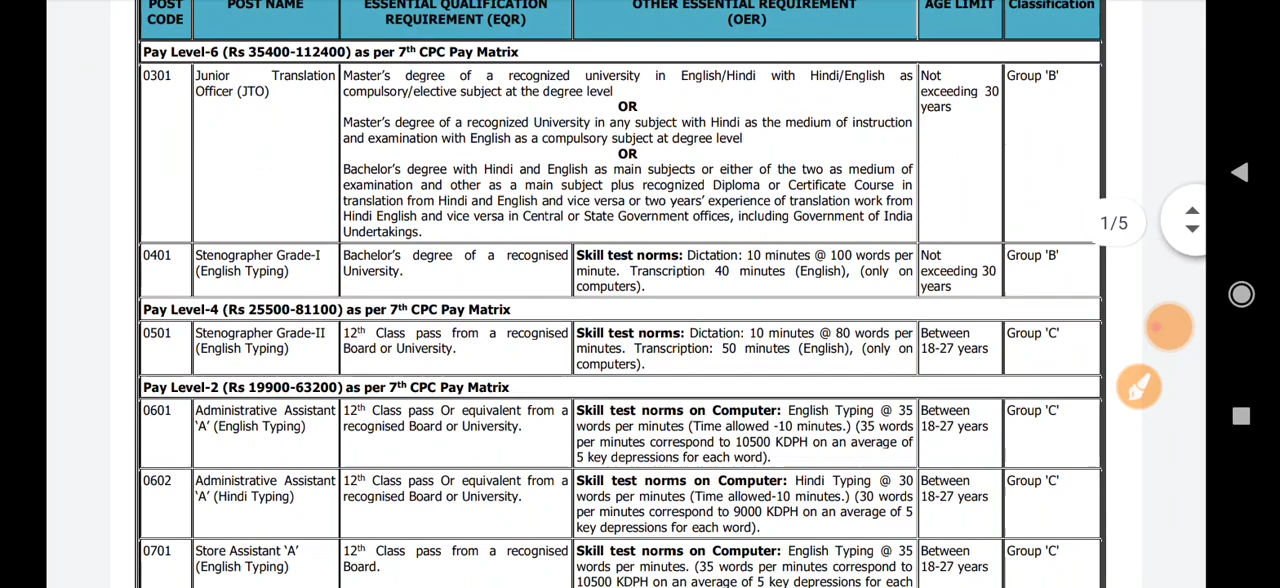 POST CODE
POST NAME
ESSENTIAL QUALIFICATION REQUIREMENT (EQR)
OTHER ESSENTIAL REQUIREMENT (OER)
AGE LIMIT
Classification
Pay Level-6 (Rs 35400-112400) as per 7th CPC Pay Matrix
0301
Junior Translation
Officer (JTO)
Master's degree of a recognized university in English/Hindi with Hindi/English as
compulsory/elective subject at the degree level
OR
Master's degree of a recognized University in any subject with Hindi as the medium of instruction
and examination with English as a compulsory subject at degree level
OR
Bachelor's degree with Hindi and English as main subjects or either of the two as medium of
examination and other as a main subject plus recognized Diploma or Certificate Course in
translation from Hindi and English and vice versa or two years' experience of translation work from
Hindi English and vice versa in Central or State Government offices, including Government of India
Undertakings.
Not
exceeding 30
years
Group 'B'
0401
Stenographer Grade-I
(English Typing)
Bachelor's degree of a recognised
University.
Skill test norms: Dictation: 10 minutes @ 100 words per
minute. Transcription 40 minutes (English), (only on
computers).
Not
exceeding 30
years
Group 'B'
Pay Level-4 (Rs 25500-81100) as per 7th CPC Pay Matrix
0501
Stenographer Grade-II
(English Typing)
12th Class pass from a recognised
Board or University.
Skill test norms: Dictation: 10 minutes @ 80 words per
minutes. Transcription: 50 minutes (English), (only on
computers).
Between
18-27 years
Group 'C'
Pay Level-2 (Rs 19900-63200) as per 7th CPC Pay Matrix
0601
Administrative Assistant
'A' (English Typing)
12th Class pass Or equivalent from a
recognised Board or University.
Skill test norms on Computer: English Typing @ 35
words per minutes (Time allowed -10 minutes.) (35 words
per minutes correspond to 10500 KDPH on an average of
5 key depressions for each word).
Between
18-27 years
Group 'C'
0602
Administrative Assistant
'A' (Hindi Typing)
12th Class pass Or equivalent from a
recognised Board or University.
Skill test norms on Computer: Hindi Typing @ 30
words per minutes (Time allowed-10 minutes.) (30 words
per minutes correspond to 9000 KDPH on an average of 5
key depressions for each word).
Between
18-27 years
Group 'C'
0701
Store Assistant 'A'
(English Typing)
12th Class pass from a recognised
Board.
Skill test norms on Computer: English Typing @ 35
words per minutes. (35 words per minutes correspond to
10500 KDPH on an average of 5 key depressions for each
Between
18-27 years
Group 'C'
1/5